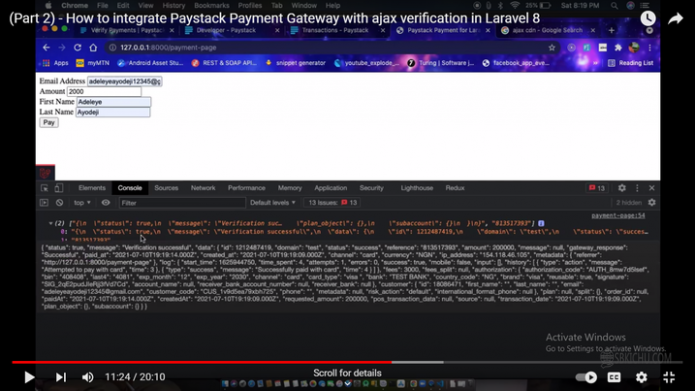 (Part 2) - How to integrate Paystack Payment Gateway with ajax verification in Laravel 8
Chrome File Edit View History Bookmarks Profiles Tab Window Help 25% Sat 8:19 PM
Verify Payments | Paysta Developer - Paystack Transactions - Paystack Paystack Payment for Lar ajax cdn - Google Search
127.0.0.1:8000/payment-page
Apps myMTN Android Asset Stu... REST & SOAP API... snippet generator youtube_explode_... Turing | Software |... facebook_app_eve... Reading List
Email Address adeleyeayodeji12345@g
Amount 2000
First Name Adeleye
Last Name Ayodeji
Pay
Elements Console Sources Network Performance Memory Application Security Lighthouse Redux 13
top Filter Default levels 13 Issues: 13 2 hidden
payment-page:54
(2) ["{\n \"status\": true,\n \"message\": \"Verification suc… \"plan_object\": {},\n \"subaccount\": {}\n }\n}", "813517393"]
0: "{\n \"status\": true,\n \"message\": \"Verification successful\",\n \"data\": {\n \"id\": 1212487419,\n \"domain\": \"test\",\n \"status\": \"succes…
1: "813517393"
{ "status": true, "message": "Verification successful", "data": { "id": 1212487419, "domain": "test", "status": "success", "reference": "813517393", "amount": 200000, "message": null, "gateway_response":
"Successful", "paid_at": "2021-07-10T19:19:14.000Z", "created_at": "2021-07-10T19:19:09.000Z", "channel": "card", "currency": "NGN", "ip_address": "154.118.46.105", "metadata": { "referrer":
"http://127.0.0.1:8000/payment-page" }, "log": { "start_time": 1625944750, "time_spent": 4, "attempts": 1, "errors": 0, "success": true, "mobile": false, "input": [], "history": [ { "type": "action", "message":
"Attempted to pay with card", "time": 3 }, { "type": "success", "message": "Successfully paid with card", "time": 4 } ] }, "fees": 3000, "fees_split": null, "authorization": { "authorization_code":
"bin": "408408", "last4": "4081", "exp_month": "12", "exp_year": "2030", "channel": "card", "card_type": "visa ", "bank": "TEST BANK", "country_code": "NG", "brand": "visa", "reusable": true, "signature":
"account_name": null, "receiver_bank_account_number": null, "receiver_bank": null }, "customer": { "id": 18086471, "first_name": "", "last_name": "", "email":
"adeleyeayodeji12345@gmail.com", "customer_code": "phone": "", "metadata": null, "risk_action": "default", "international_format_phone": null }, "plan": null, "split": {}, "order_id": null,
"paidAt": "2021-07-10T19:19:14.000Z", "createdAt": "2021-07-10T19:19:09.000Z", "requested_amount": 200000, "pos_transaction_data": null, "source": null, "transaction_date": "2021-07-10T19:19:09.000Z",
"plan_object": {}, "subaccount": {} } }
Activate Windows
Go to Settings to activate Windows.
SBKICHU.COM
11:24 / 20:10
Scroll for details
CC